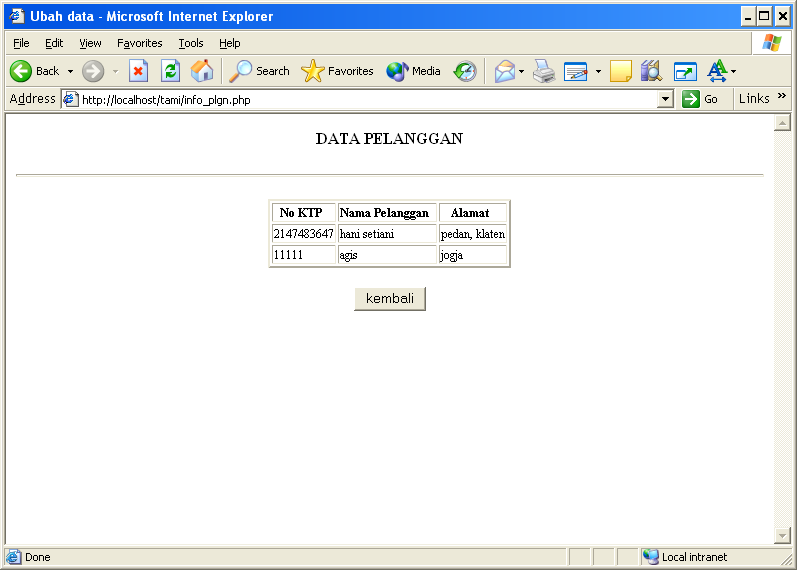 Ubah data - Microsoft Internet Explorer
File Edit View Favorites Tools Help
Back Search Favorites Media
Address http://localhost/tami/info_plgn.php Go Links »
DATA PELANGGAN
No KTP Nama Pelanggan Alamat
2147483647 hani setiani pedan, klaten
11111 agis jogja
kembali
Done Local intranet